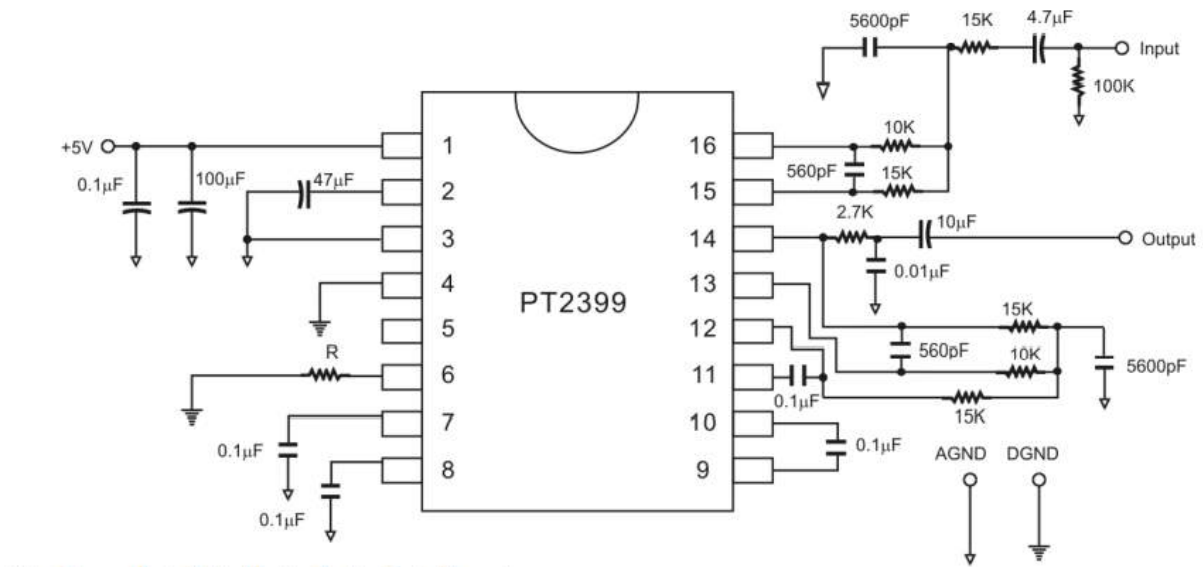 5600pF
15K
4.7μF
Input
100K
+5V
0.1μF
100μF
47μF
1
2
3
4
5
6
7
8
R
0.1μF
0.1μF
PT2399
16
15
14
13
12
11
10
9
10K
560pF
15K
2.7K
10μF
Output
0.01μF
15K
560pF
10K
5600pF
0.1μF
15K
0.1μF
AGND
DGND